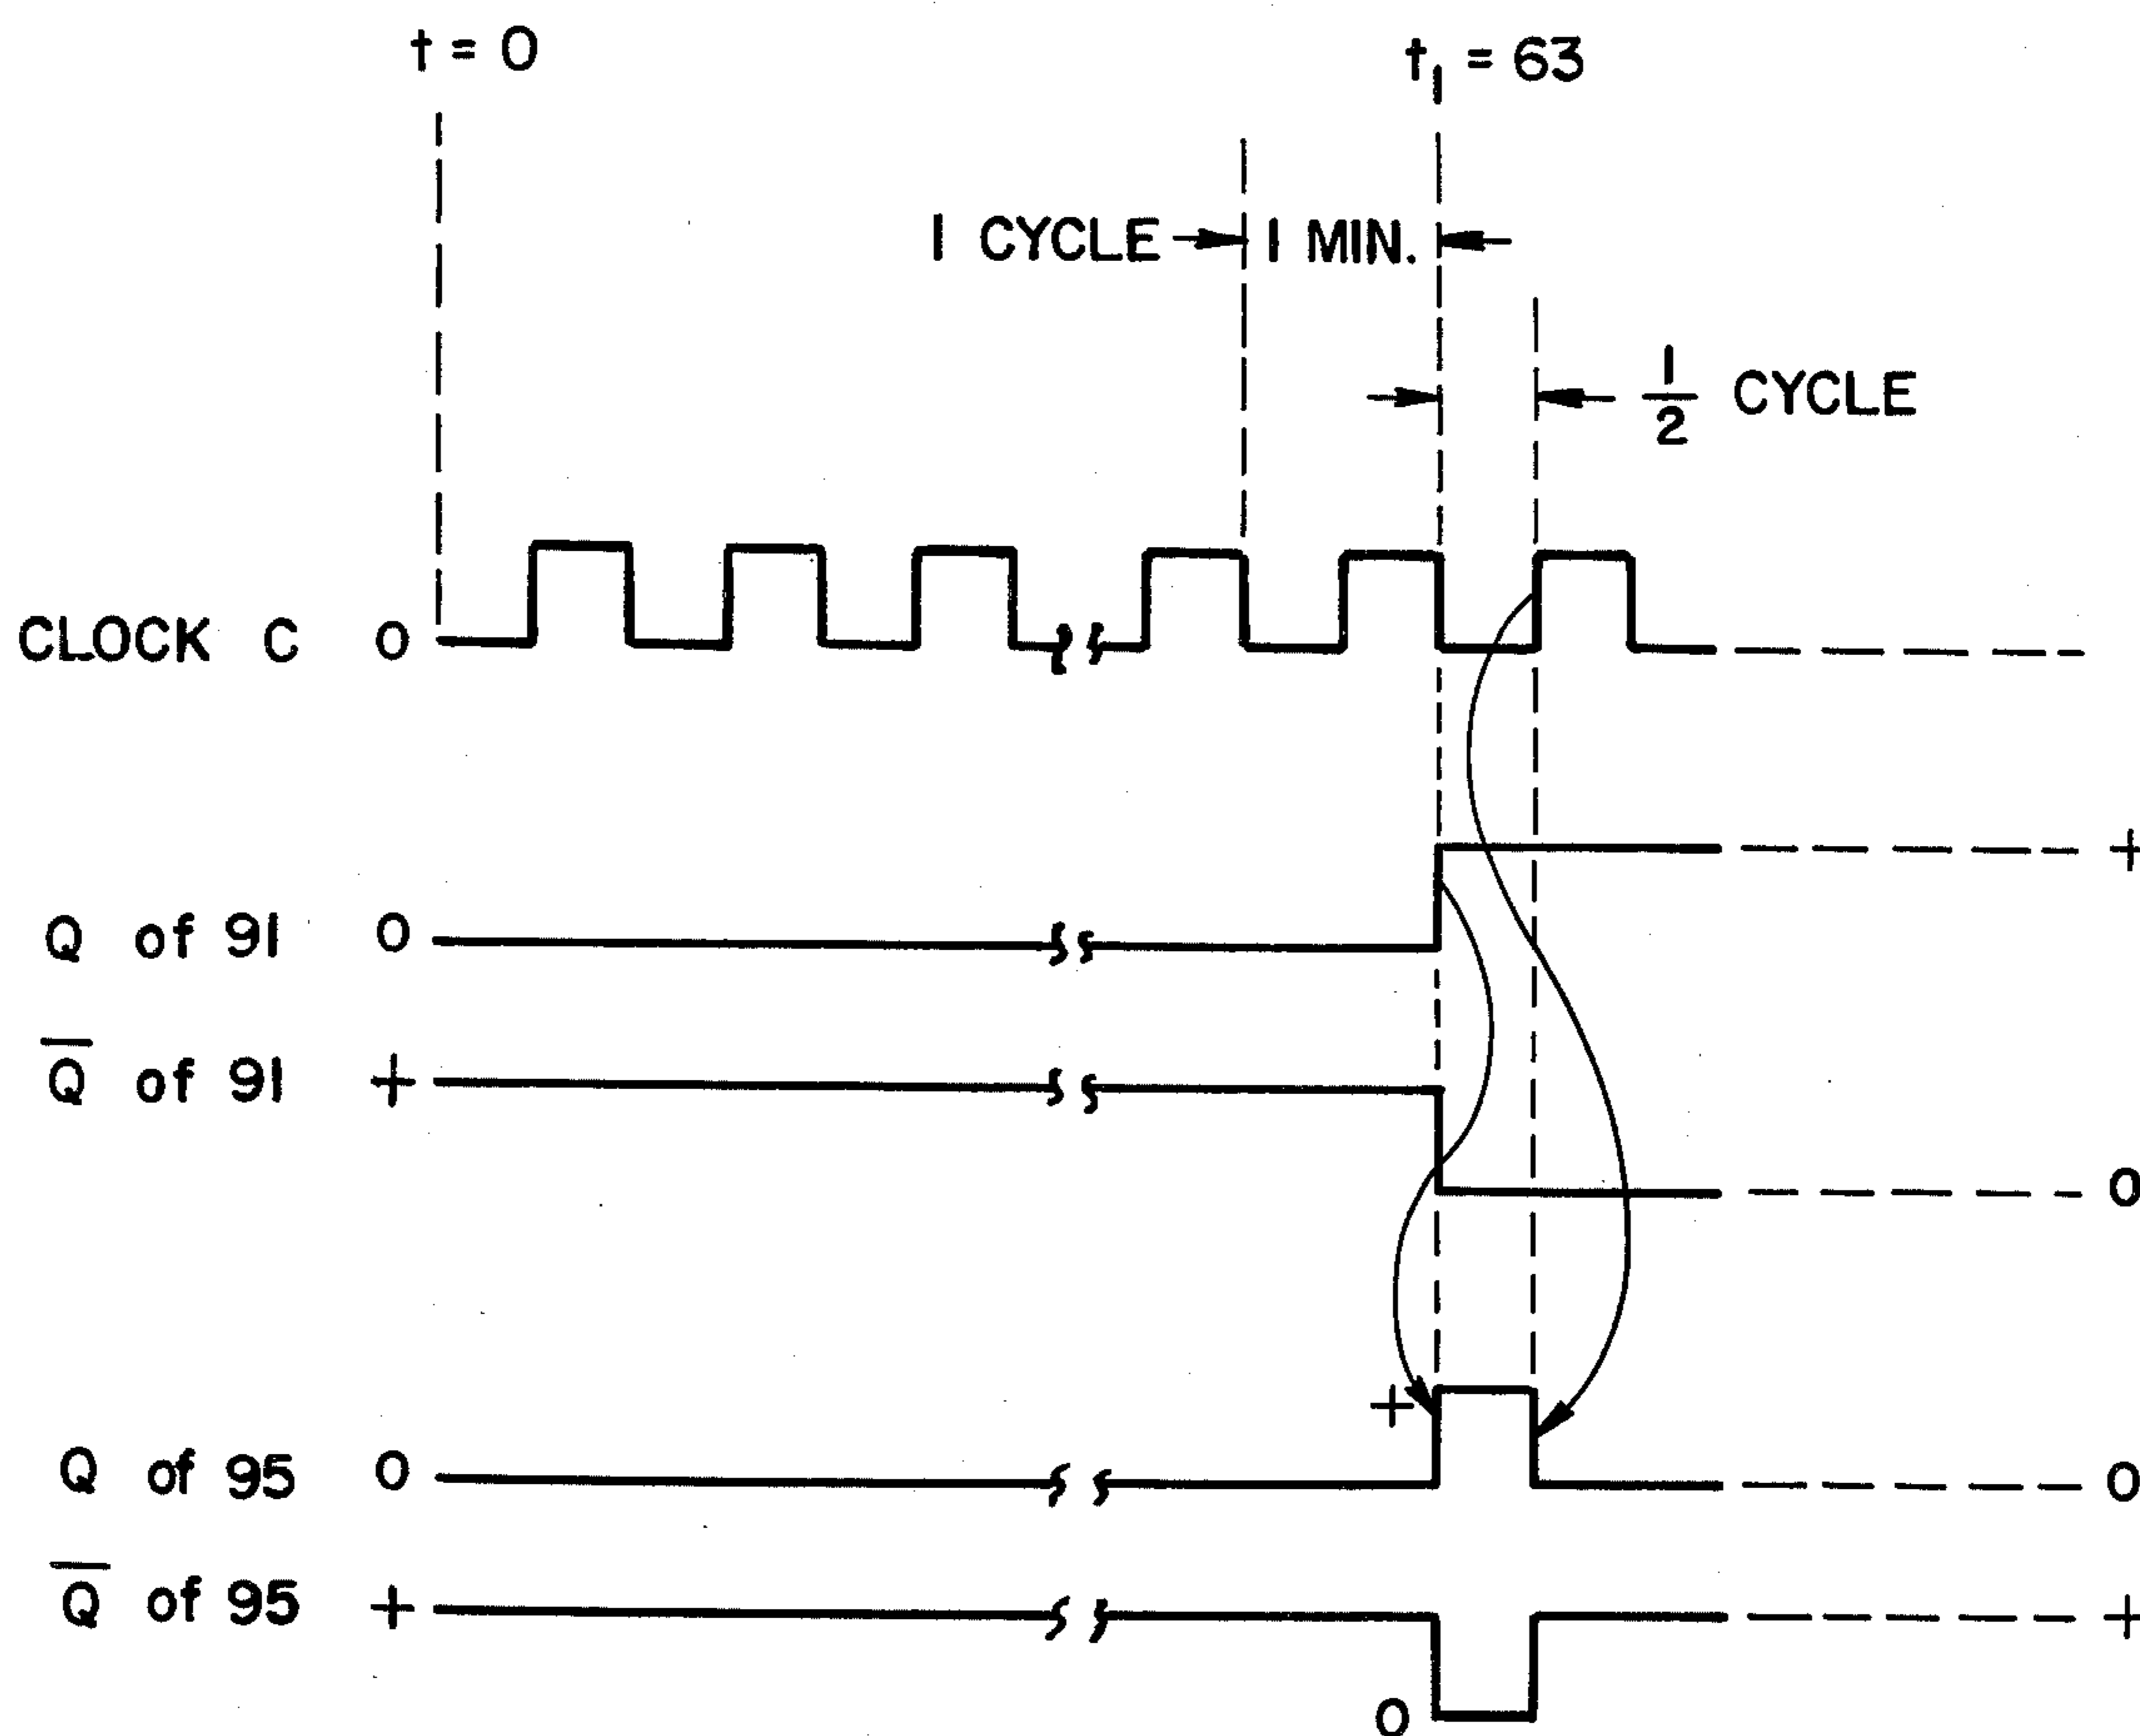 t = 0
t₁ = 63
1 CYCLE 1 MIN.
1/2 CYCLE
CLOCK C 0
+
Q of 91 0
Q̅ of 91 +
0
+
Q of 95 0 0
Q̅ of 95 + +
0